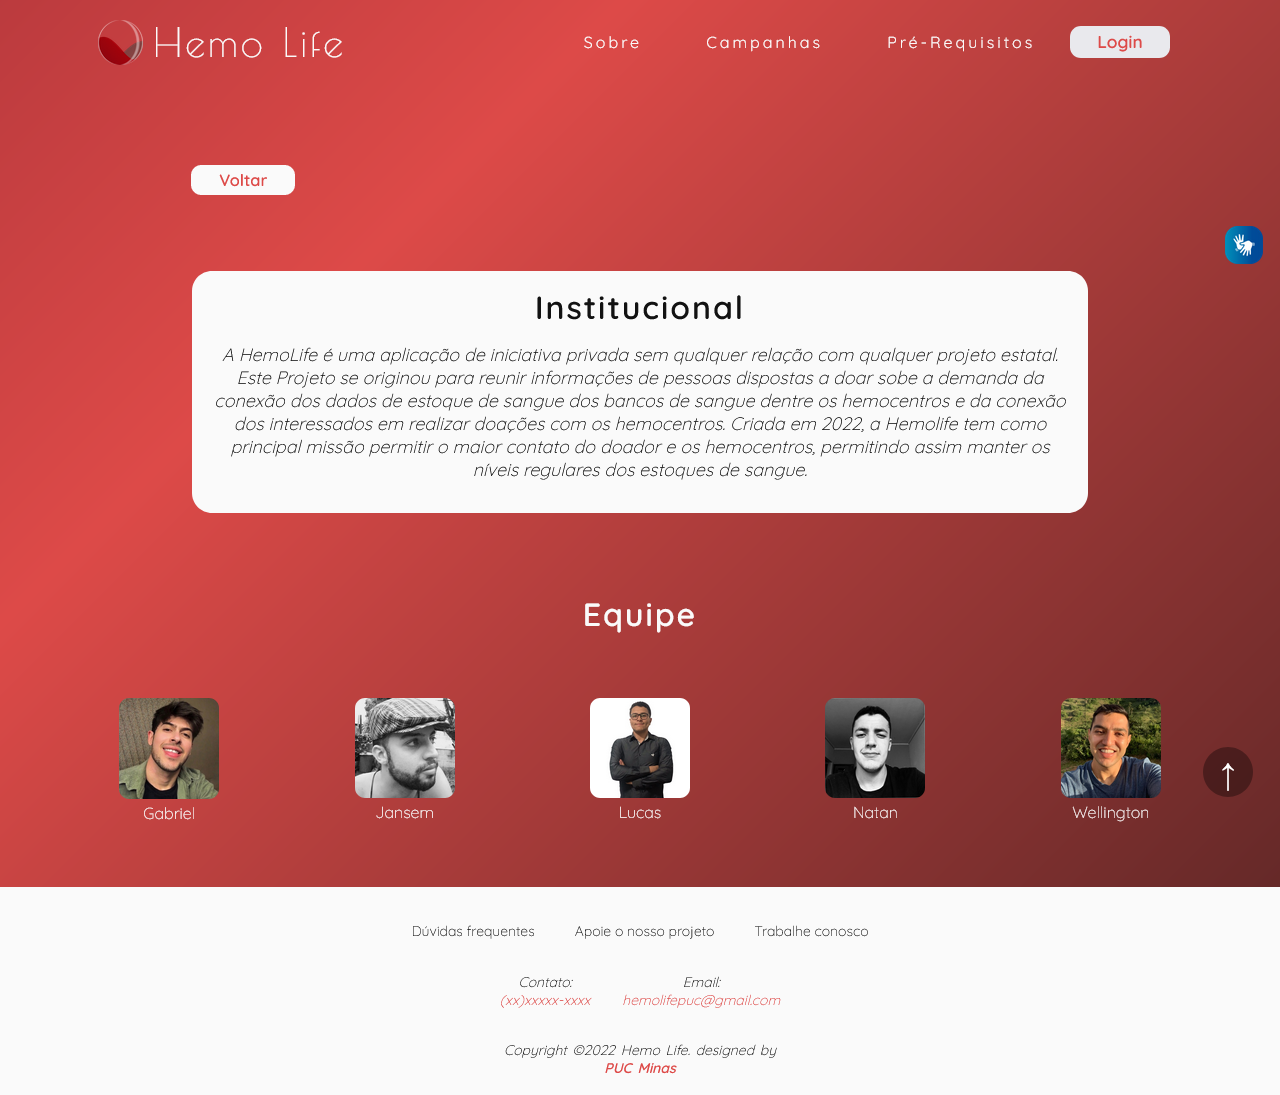 Hemo Life
Sobre
Campanhas
Pré-Requisitos
Login
Voltar
Institucional
A HemoLife é uma aplicação de iniciativa privada sem qualquer relação com qualquer projeto estatal.
Este Projeto se originou para reunir informações de pessoas dispostas a doar sobe a demanda da
conexão dos dados de estoque de sangue dos bancos de sangue dentre os hemocentros e da conexão
dos interessados em realizar doações com os hemocentros. Criada em 2022, a Hemolife tem como
principal missão permitir o maior contato do doador e os hemocentros, permitindo assim manter os
níveis regulares dos estoques de sangue.
Equipe
Gabriel
Jansem
Lucas
Natan
Wellington
Dúvidas frequentes
Apoie o nosso projeto
Trabalhe conosco
Contato:
(xx)xxxxx-xxxx
Email:
hemolifepuc@gmail.com
Copyright ©2022 Hemo Life. designed by
PUC Minas